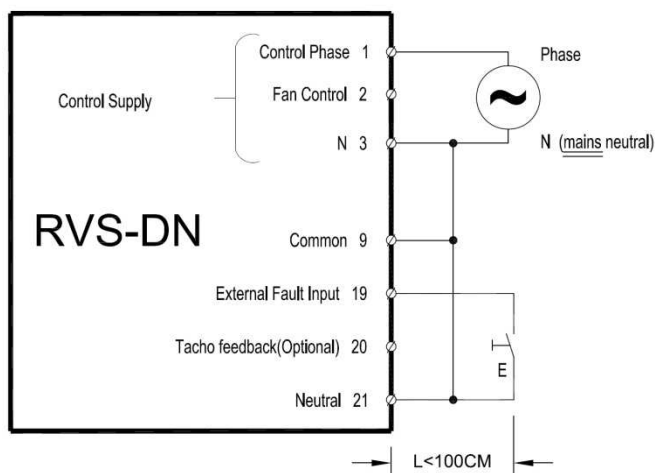 Control Phase 1
Phase
Control Supply
Fan Control 2
N 3
N (mains neutral)
RVS-DN
Common 9
External Fault Input 19
Tacho feedback(Optional) 20
E
Neutral 21
L<100CM